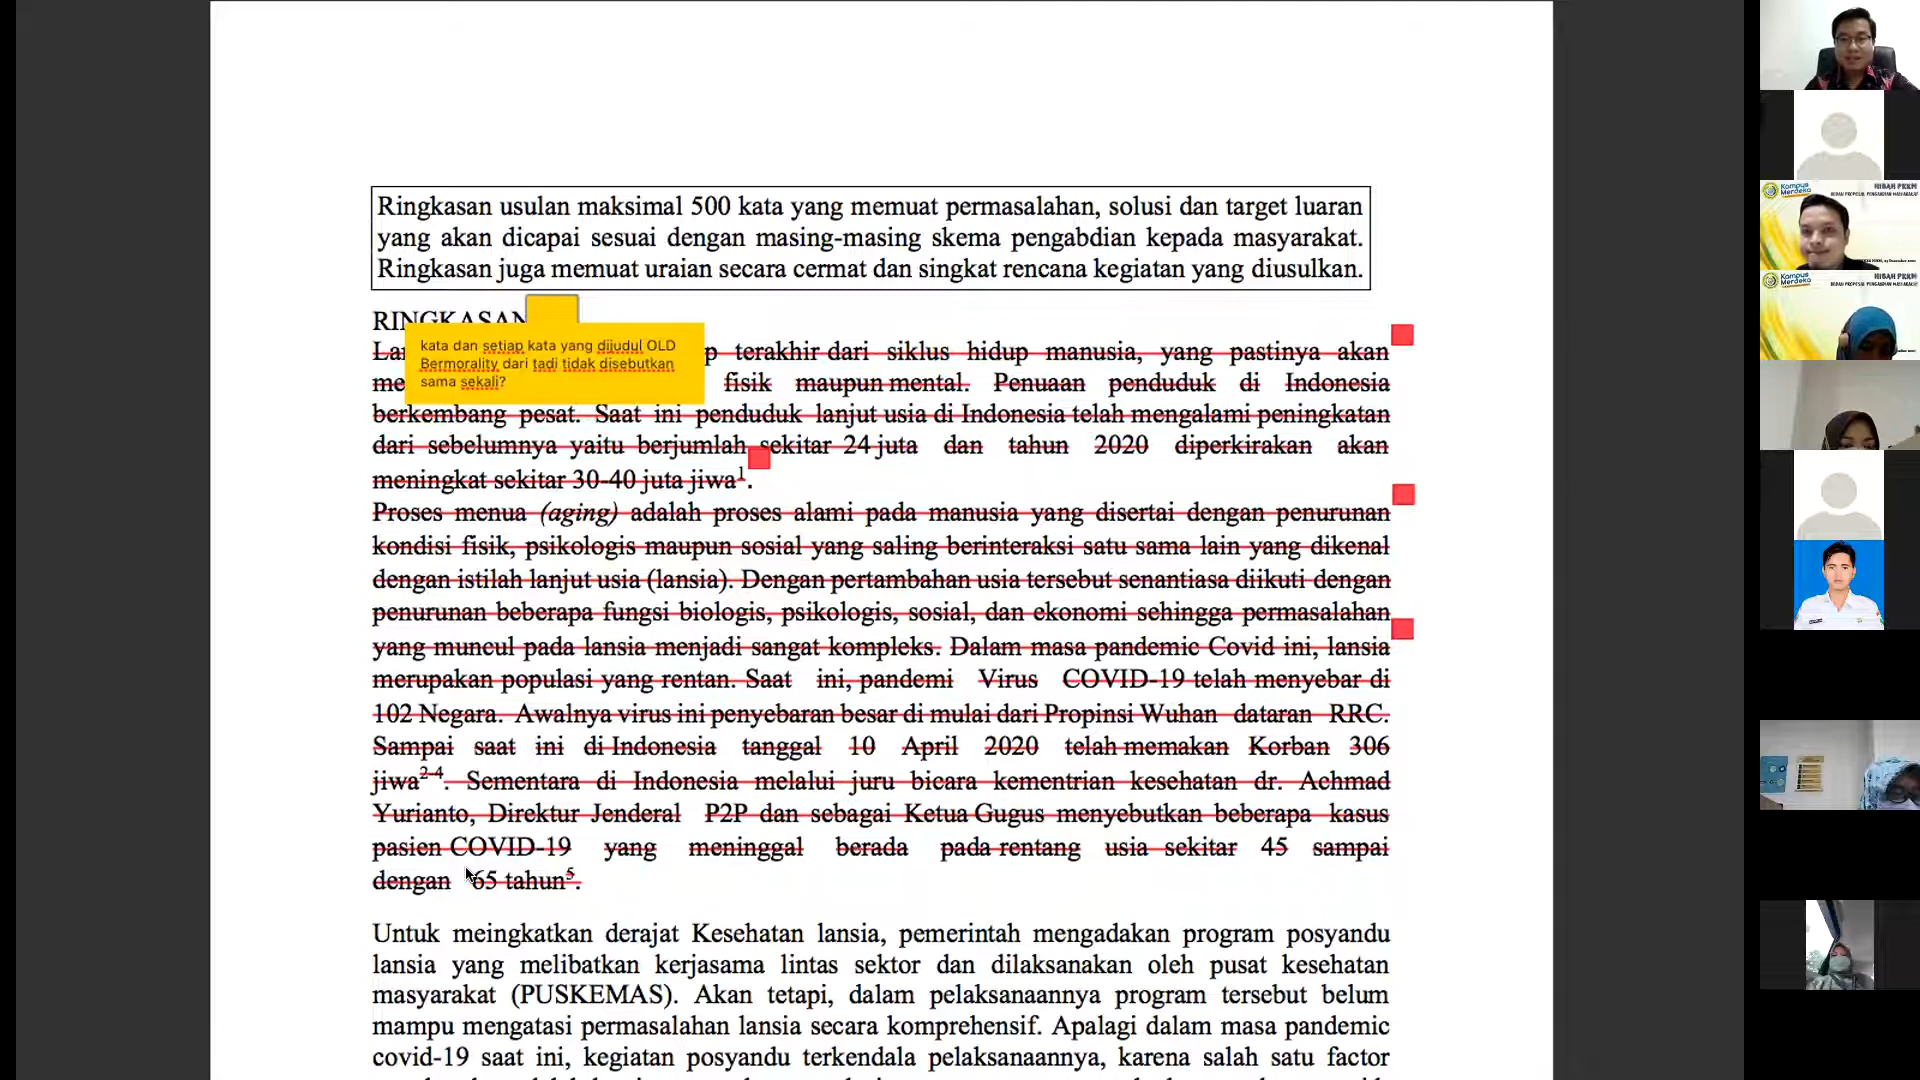 Ringkasan usulan maksimal 500 kata yang memuat permasalahan, solusi dan target luaran
yang akan dicapai sesuai dengan masing-masing skema pengabdian kepada masyarakat.
Ringkasan juga memuat uraian secara cermat dan singkat rencana kegiatan yang diusulkan.
RINGKASAN
kata dan setiap kata yang dijudul OLD
Bermorality dari tadi tidak disebutkan
sama sekali?
terakhir dari siklus hidup manusia, yang pastinya akan
fisik maupun mental. Penuaan penduduk di Indonesia
berkembang pesat. Saat ini penduduk lanjut usia di Indonesia telah mengalami peningkatan
dari sebelumnya yaitu berjumlah sekitar 24 juta dan tahun 2020 diperkirakan akan
meningkat sekitar 30-40 juta jiwa1.
Proses menua (aging) adalah proses alami pada manusia yang disertai dengan penurunan
kondisi fisik, psikologis maupun sosial yang saling berinteraksi satu sama lain yang dikenal
dengan istilah lanjut usia (lansia). Dengan pertambahan usia tersebut senantiasa diikuti dengan
penurunan beberapa fungsi biologis, psikologis, sosial, dan ekonomi sehingga permasalahan
yang muncul pada lansia menjadi sangat kompleks. Dalam masa pandemic Covid ini, lansia
merupakan populasi yang rentan. Saat ini, pandemi Virus COVID-19 telah menyebar di
102 Negara. Awalnya virus ini penyebaran besar di mulai dari Propinsi Wuhan dataran RRC.
Sampai saat ini di Indonesia tanggal 10 April 2020 telah memakan Korban 306
jiwa2-4. Sementara di Indonesia melalui juru bicara kementrian kesehatan dr. Achmad
Yurianto, Direktur Jenderal P2P dan sebagai Ketua Gugus menyebutkan beberapa kasus
pasien COVID-19 yang meninggal berada pada rentang usia sekitar 45 sampai
dengan 65 tahun5.
Untuk meingkatkan derajat Kesehatan lansia, pemerintah mengadakan program posyandu
lansia yang melibatkan kerjasama lintas sektor dan dilaksanakan oleh pusat kesehatan
masyarakat (PUSKEMAS). Akan tetapi, dalam pelaksanaannya program tersebut belum
mampu mengatasi permasalahan lansia secara komprehensif. Apalagi dalam masa pandemic
covid-19 saat ini, kegiatan posyandu terkendala pelaksanaannya, karena salah satu factor
Kampus
Merdeka
HIBAH PKKM
Kampus
Merdeka
HIBAH PKKM